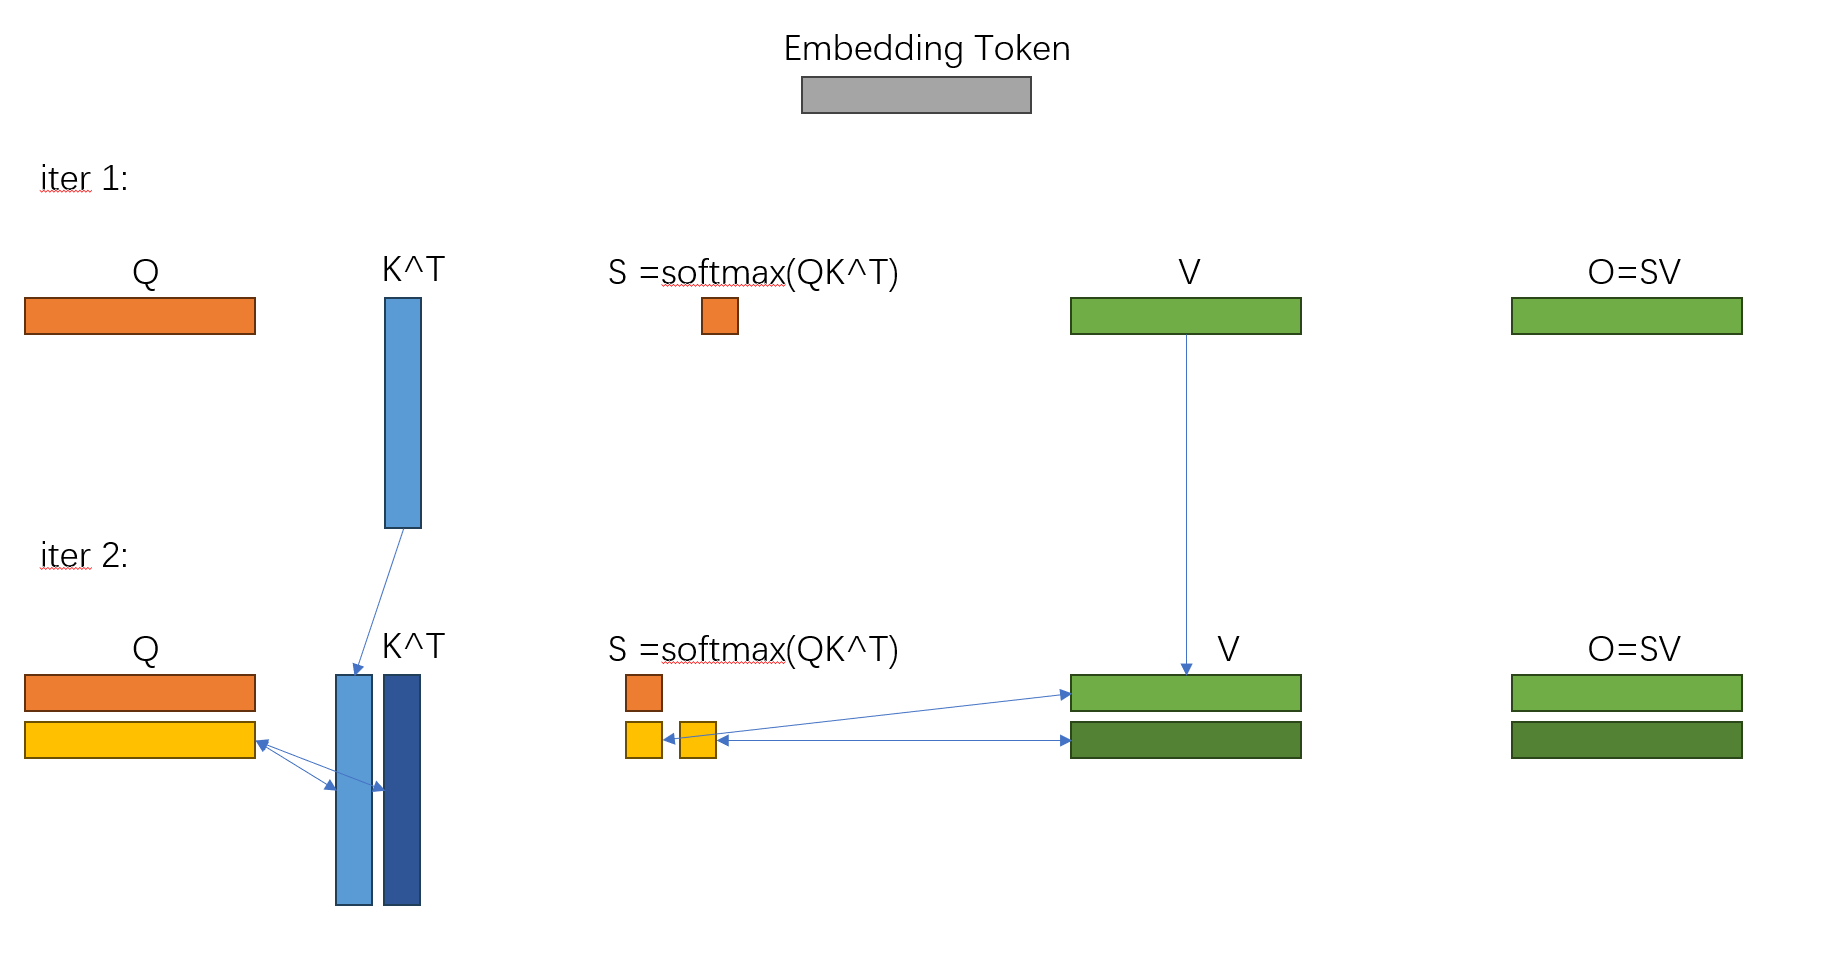 Embedding Token
iter 1:
Q K^T S =softmax(QK^T) V O=SV
iter 2:
Q K^T S =softmax(QK^T) V O=SV